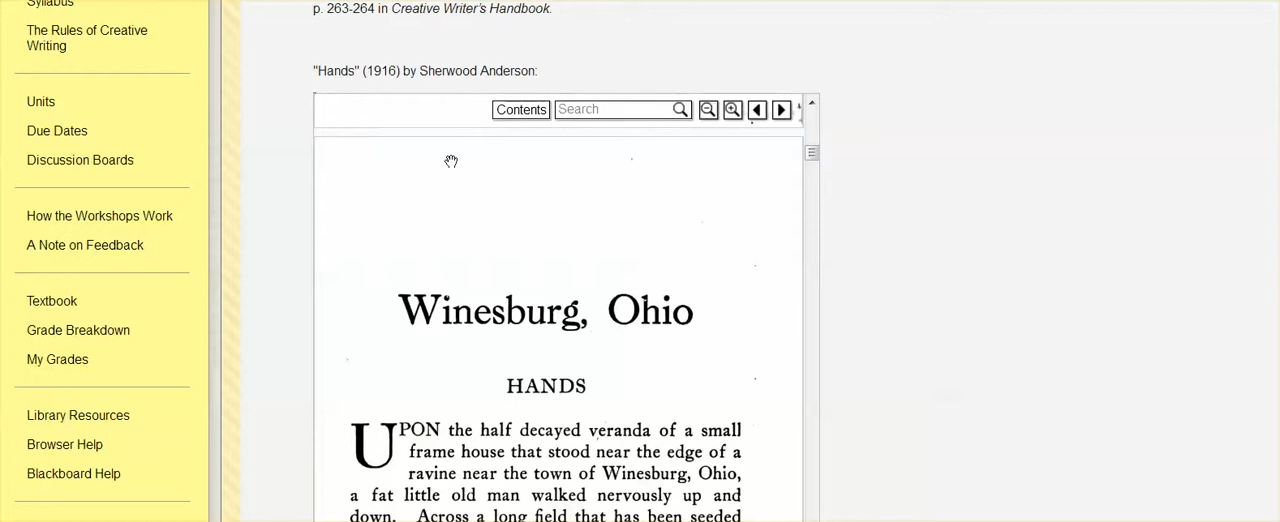 Syllabus
The Rules of Creative
Writing
Units
Due Dates
Discussion Boards
How the Workshops Work
A Note on Feedback
Textbook
Grade Breakdown
My Grades
Library Resources
Browser Help
Blackboard Help
p. 263-264 in Creative Writer's Handbook.
"Hands" (1916) by Sherwood Anderson:
Contents Search
Winesburg, Ohio
HANDS
UPON the half decayed veranda of a small
frame house that stood near the edge of a
ravine near the town of Winesburg, Ohio,
a fat little old man walked nervously up and
down. Across a long field that has been seeded